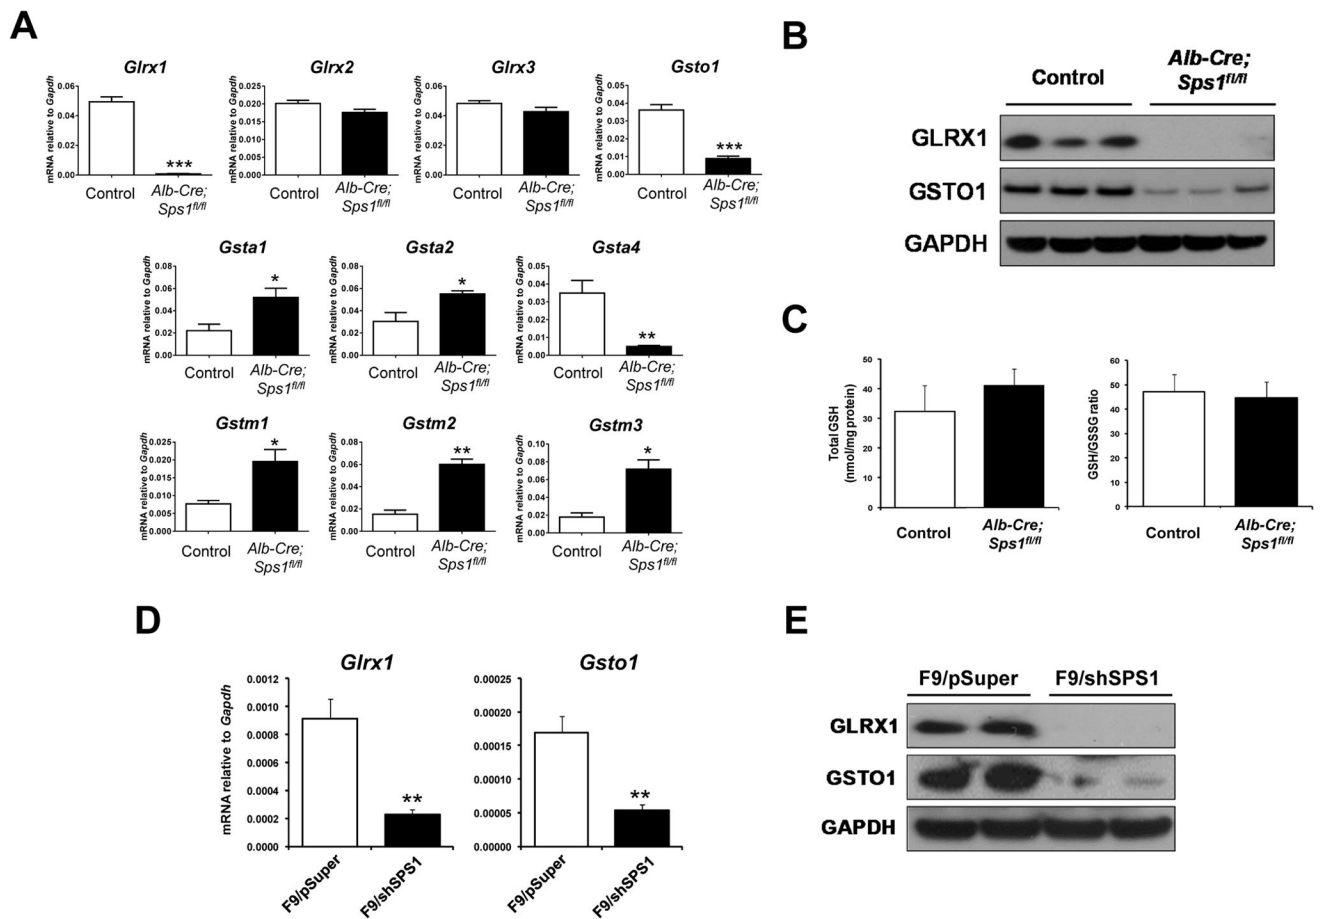 A
Glrx1
Glrx2
Glrx3
Gsto1
mRNA relative to Gapdh
0.06
0.04
0.02
0.00
***
Control
Alb-Cre;
Sps1fl/fl
mRNA relative to Gapdh
0.025
0.020
0.015
0.010
0.005
0.000
Control
Alb-Cre;
Sps1fl/fl
mRNA relative to Gapdh
0.06
0.04
0.02
0.00
Control
Alb-Cre;
Sps1fl/fl
mRNA relative to Gapdh
0.05
0.04
0.03
0.02
0.01
0.00
***
Control
Alb-Cre;
Sps1fl/fl
Gsta1
Gsta2
Gsta4
mRNA relative to Gapdh
0.08
0.06
0.04
0.02
0.00
*
Control
Alb-Cre;
Sps1fl/fl
mRNA relative to Gapdh
0.08
0.06
0.04
0.02
0.00
*
Control
Alb-Cre;
Sps1fl/fl
mRNA relative to Gapdh
0.05
0.04
0.03
0.02
0.01
0.00
**
Control
Alb-Cre;
Sps1fl/fl
Gstm1
Gstm2
Gstm3
mRNA relative to Gapdh
0.025
0.020
0.015
0.010
0.005
0.000
*
Control
Alb-Cre;
Sps1fl/fl
mRNA relative to Gapdh
0.08
0.06
0.04
0.02
0.00
**
Control
Alb-Cre;
Sps1fl/fl
mRNA relative to Gapdh
0.10
0.08
0.06
0.04
0.02
0.00
*
Control
Alb-Cre;
Sps1fl/fl
B
Control
Alb-Cre;
Sps1fl/fl
GLRX1
GSTO1
GAPDH
C
Total GSH
(nmol/mg protein)
50
40
30
20
10
0
Control
Alb-Cre;
Sps1fl/fl
GSH/GSSG ratio
60
50
40
30
20
10
0
Control
Alb-Cre;
Sps1fl/fl
D
Glrx1
Gsto1
mRNA relative to Gapdh
0.0012
0.0010
0.0008
0.0006
0.0004
0.0002
0.0000
**
F9/pSuper
F9/shSPS1
0.00025
0.00020
0.00015
0.00010
0.00005
0.00000
**
F9/pSuper
F9/shSPS1
E
F9/pSuper
F9/shSPS1
GLRX1
GSTO1
GAPDH